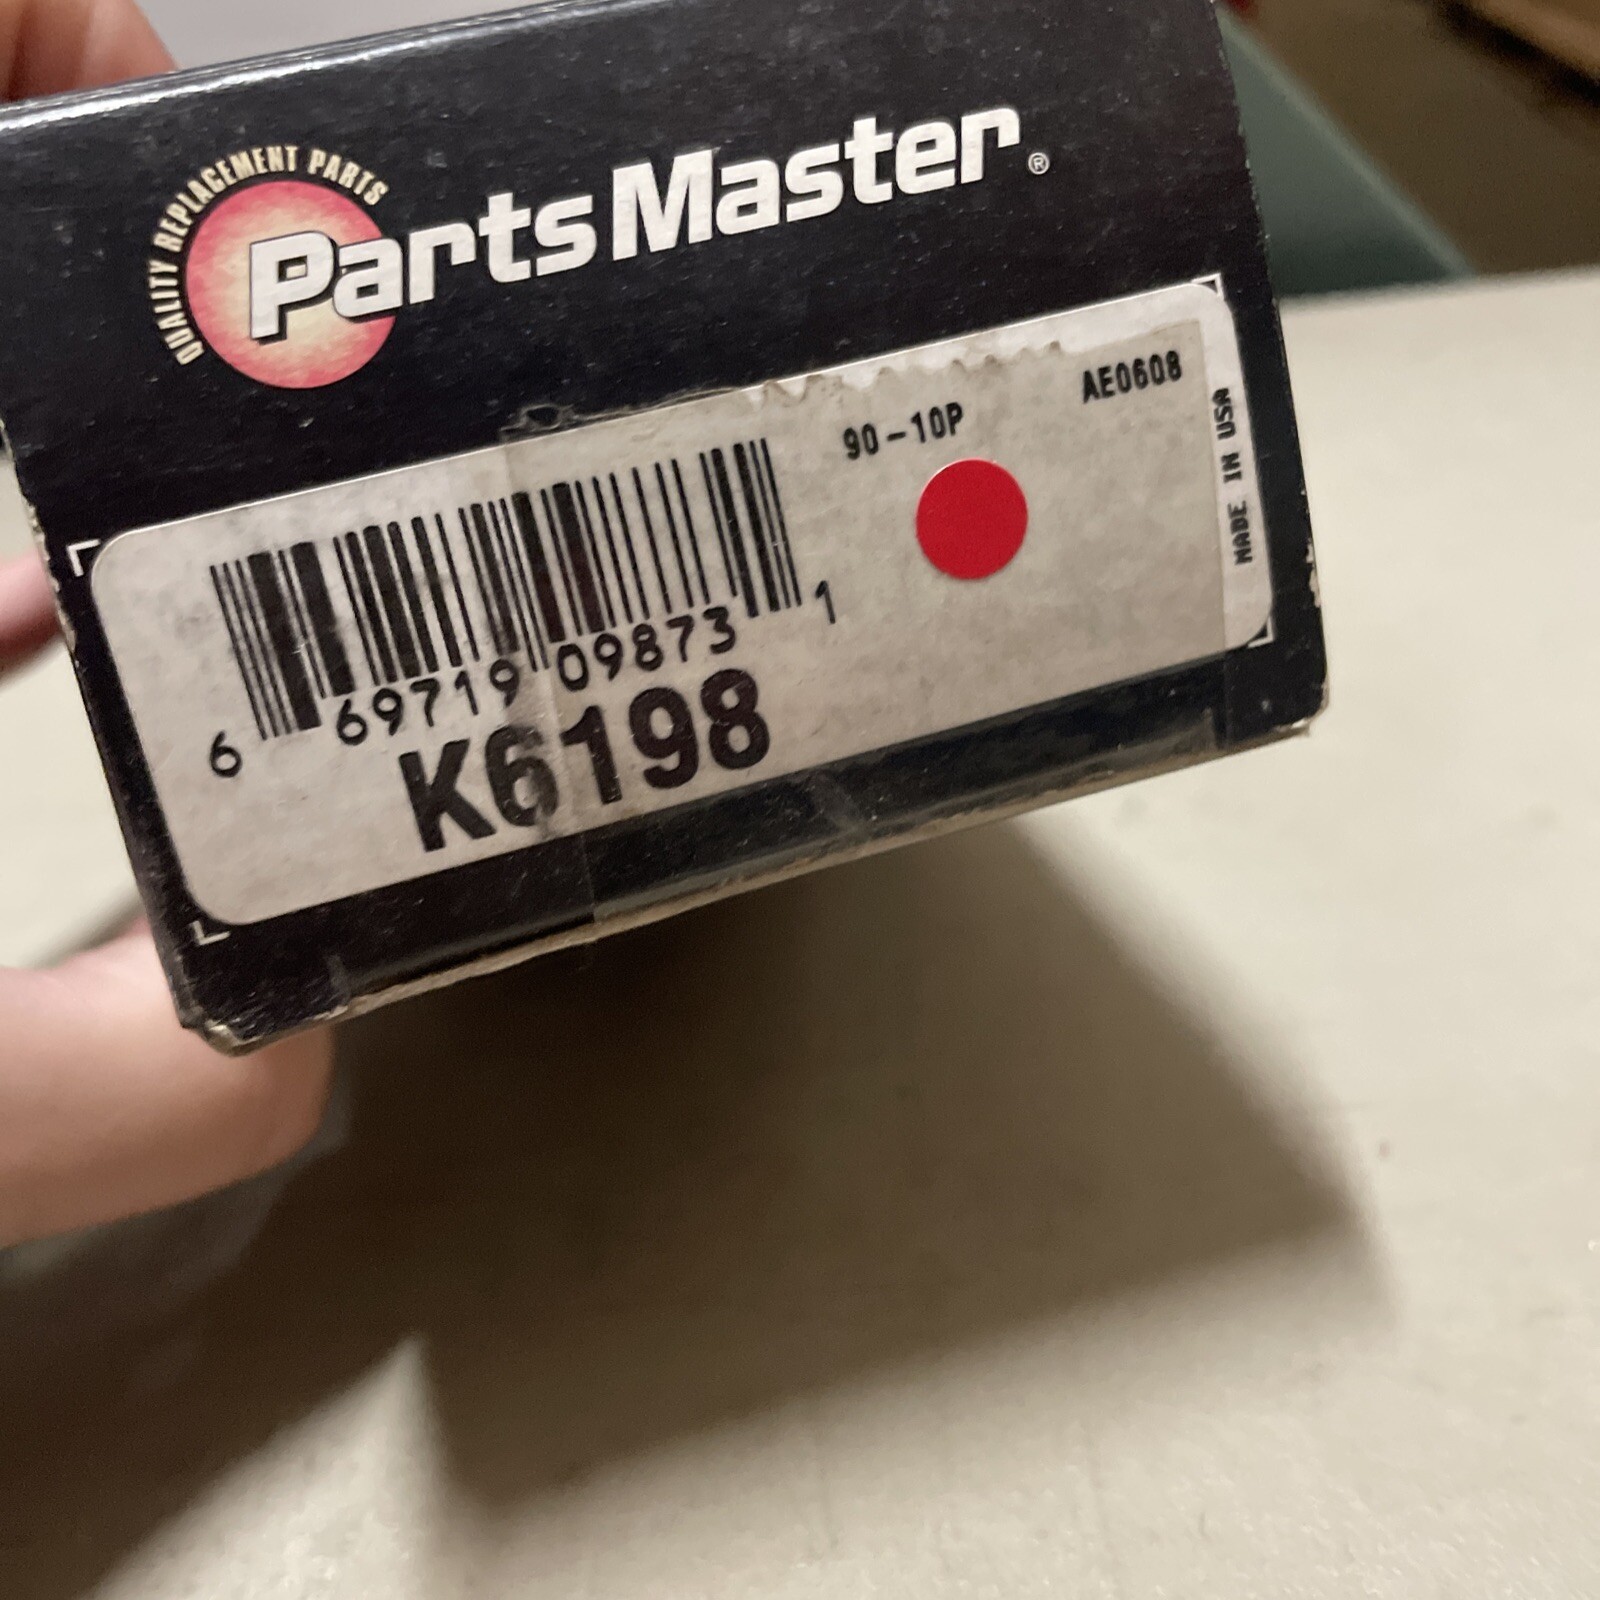 QUALITY REPLACEMENT PARTS
Parts Master®
90-10P
AE0608
MADE IN USA
6 69719 09873 1
K6198